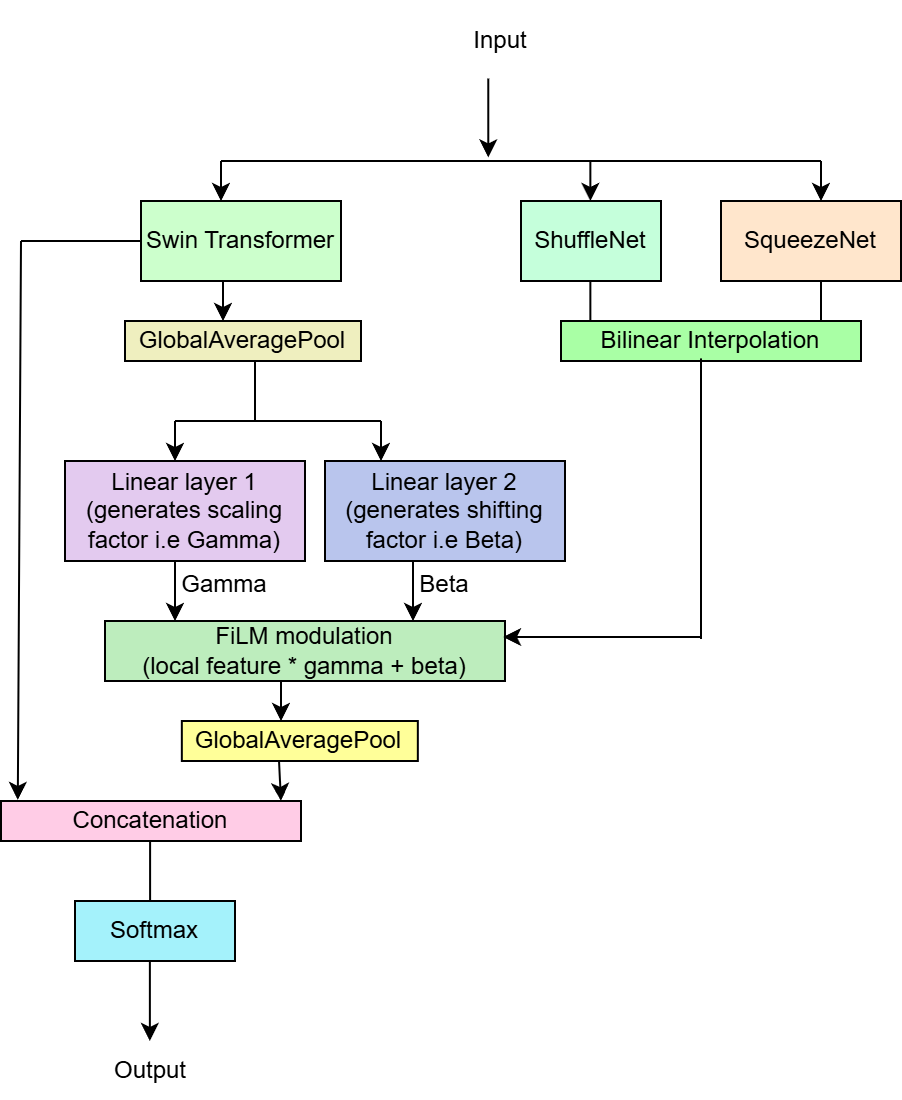 Input
Swin Transformer
ShuffleNet
SqueezeNet
GlobalAveragePool
Bilinear Interpolation
Linear layer 1
(generates scaling
factor i.e Gamma)
Linear layer 2
(generates shifting
factor i.e Beta)
Gamma
Beta
FiLM modulation
(local feature * gamma + beta)
GlobalAveragePool
Concatenation
Softmax
Output